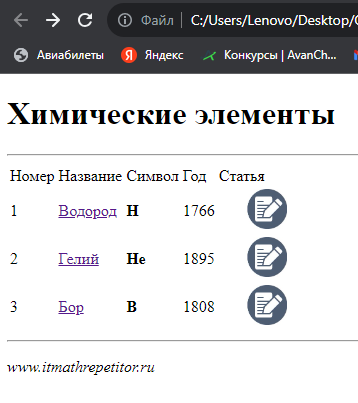 Файл C:/Users/Lenovo/Desktop/
Авиабилеты Яндекс Конкурсы | AvanCh...
Химические элементы
Номер Название Символ Год Статья
1 Водород H 1766
2 Гелий He 1895
3 Бор B 1808
www.itmathrepetitor.ru